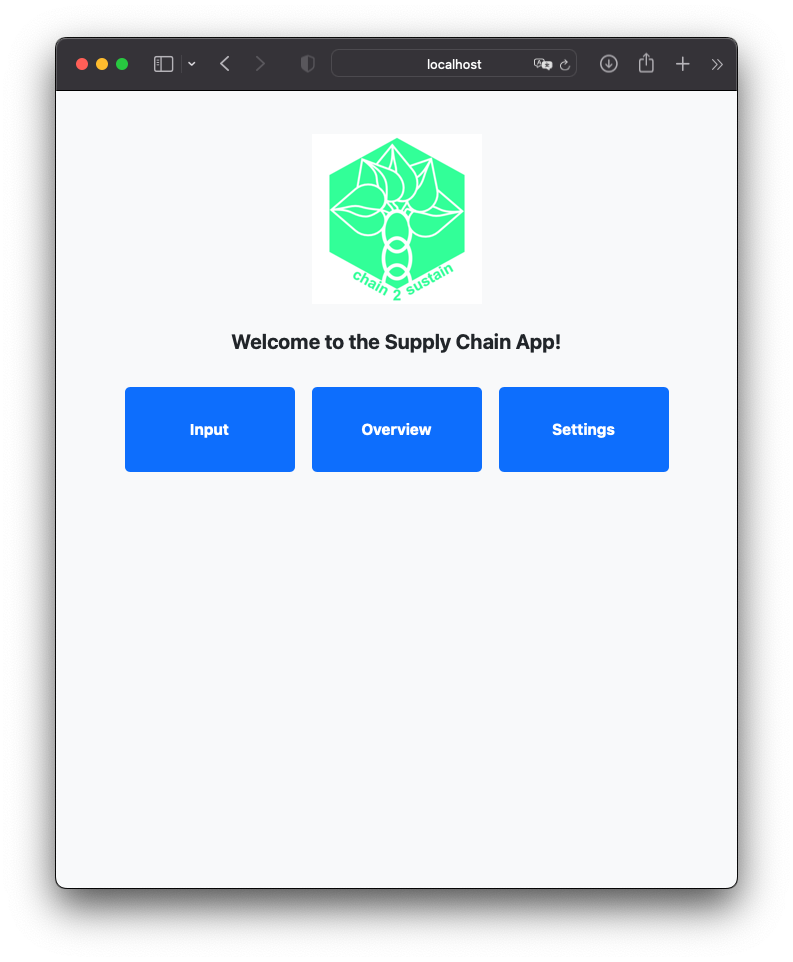 localhost
chain 2 sustain
Welcome to the Supply Chain App!
Input
Overview
Settings